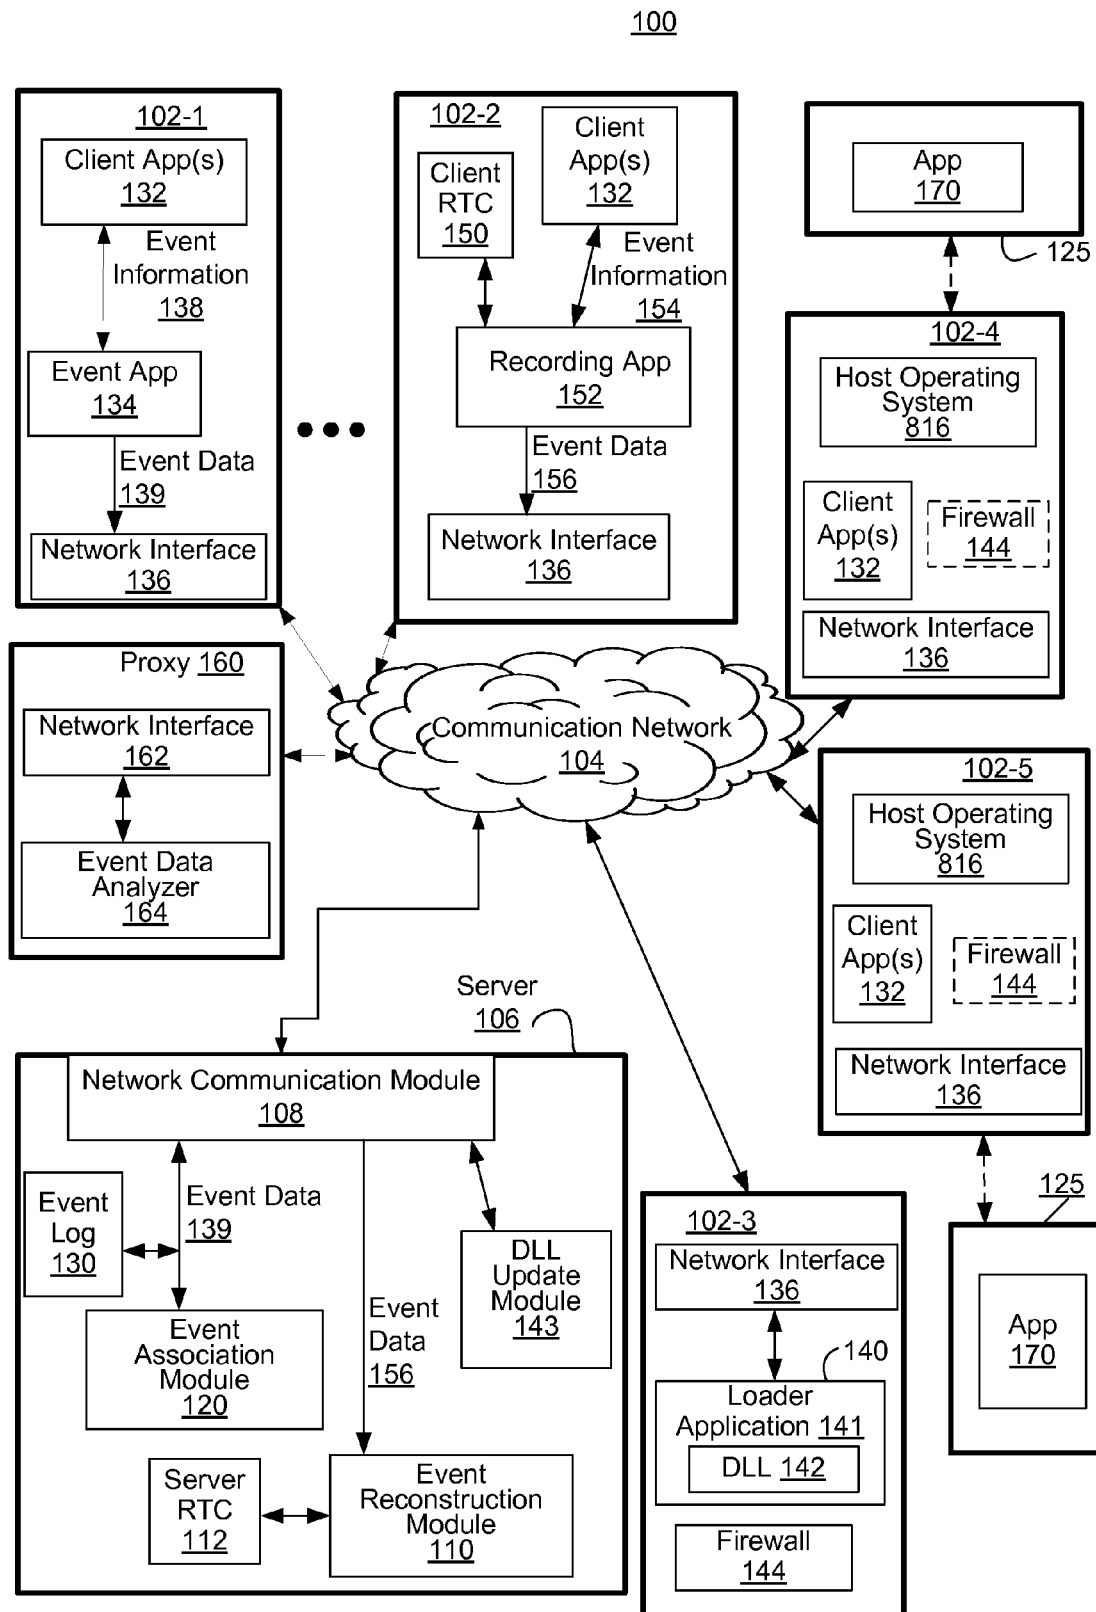 100
102-1
Client App(s)
132
Event
Information
138
Event App
134
Event Data
139
Network Interface
136
102-2
Client
App(s)
132
Client
RTC
150
Event
Information
154
Recording App
152
Event Data
156
Network Interface
136
App
170
125
102-4
Host Operating
System
816
Client
App(s)
132
Firewall
144
Network Interface
136
Proxy 160
Network Interface
162
Event Data
Analyzer
164
Communication Network
104
102-5
Host Operating
System
816
Client
App(s)
132
Firewall
144
Network Interface
136
125
App
170
Server
106
Network Communication Module
108
Event
Log
130
Event Data
139
Event
Association
Module
120
Event
Data
156
DLL
Update
Module
143
Server
RTC
112
Event
Reconstruction
Module
110
102-3
Network Interface
136
140
Loader
Application 141
DLL 142
Firewall
144